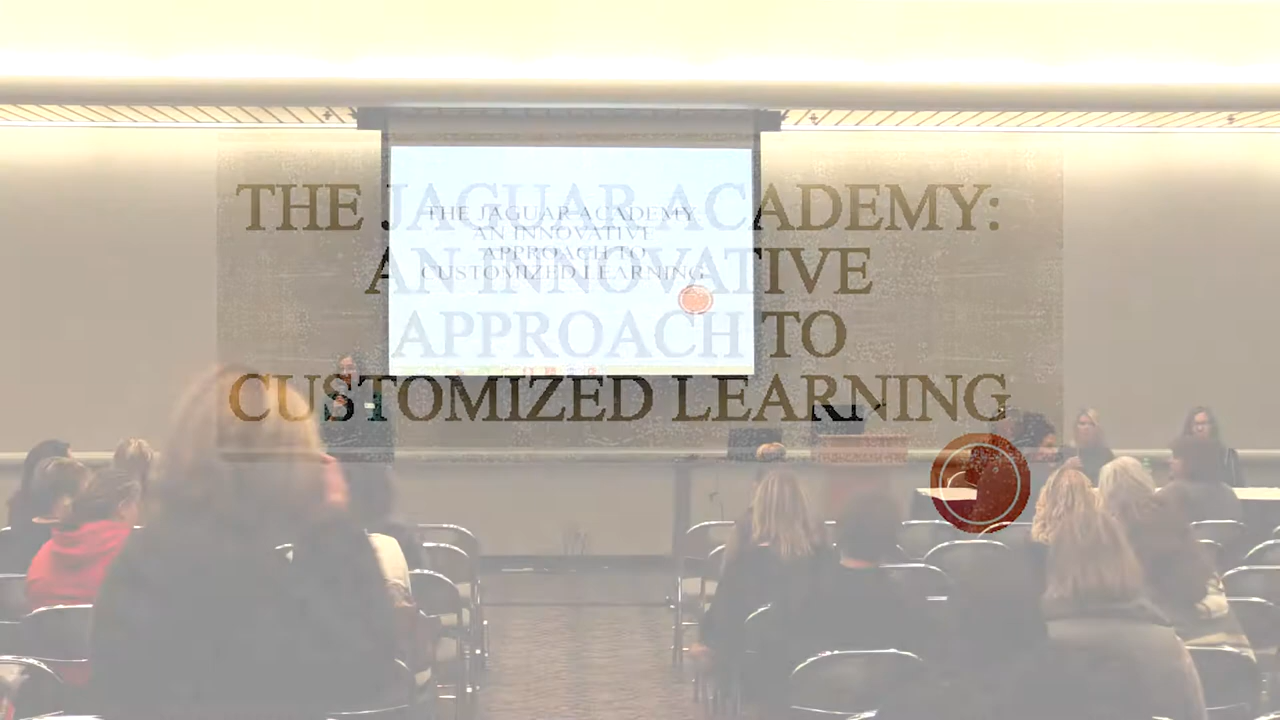 THE JAGUAR ACADEMY:
AN INNOVATIVE
APPROACH TO
CUSTOMIZED LEARNING
THE JAGUAR ACADEMY:
AN INNOVATIVE
APPROACH TO
CUSTOMIZED LEARNING